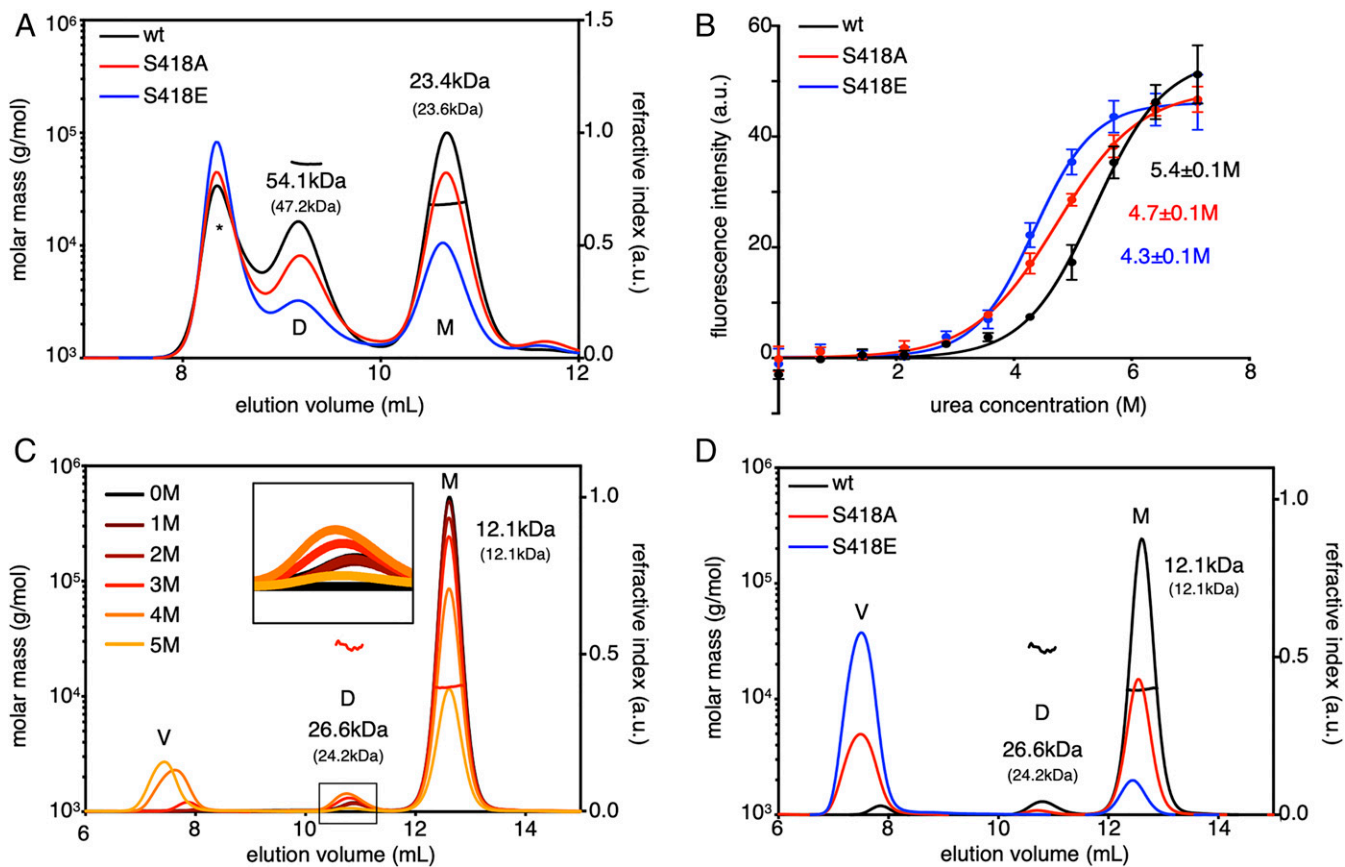 A
wt
S418A
S418E
molar mass (g/mol)
10⁶
10⁵
10⁴
10³
refractive index (a.u.)
1.5
1.0
0.5
0.0
54.1kDa
(47.2kDa)
23.4kDa
(23.6kDa)
*
D
M
8
10
12
elution volume (mL)
B
wt
S418A
S418E
fluorescence intensity (a.u.)
60
40
20
0
5.4±0.1M
4.7±0.1M
4.3±0.1M
0
2
4
6
8
urea concentration (M)
C
0M
1M
2M
3M
4M
5M
molar mass (g/mol)
10⁶
10⁵
10⁴
10³
refractive index (a.u.)
1.0
0.5
0.0
M
12.1kDa
(12.1kDa)
V
D
26.6kDa
(24.2kDa)
6
8
10
12
14
elution volume (mL)
D
wt
S418A
S418E
molar mass (g/mol)
10⁶
10⁵
10⁴
10³
refractive index (a.u.)
1.0
0.5
0.0
M
12.1kDa
(12.1kDa)
V
D
26.6kDa
(24.2kDa)
6
8
10
12
14
elution volume (mL)